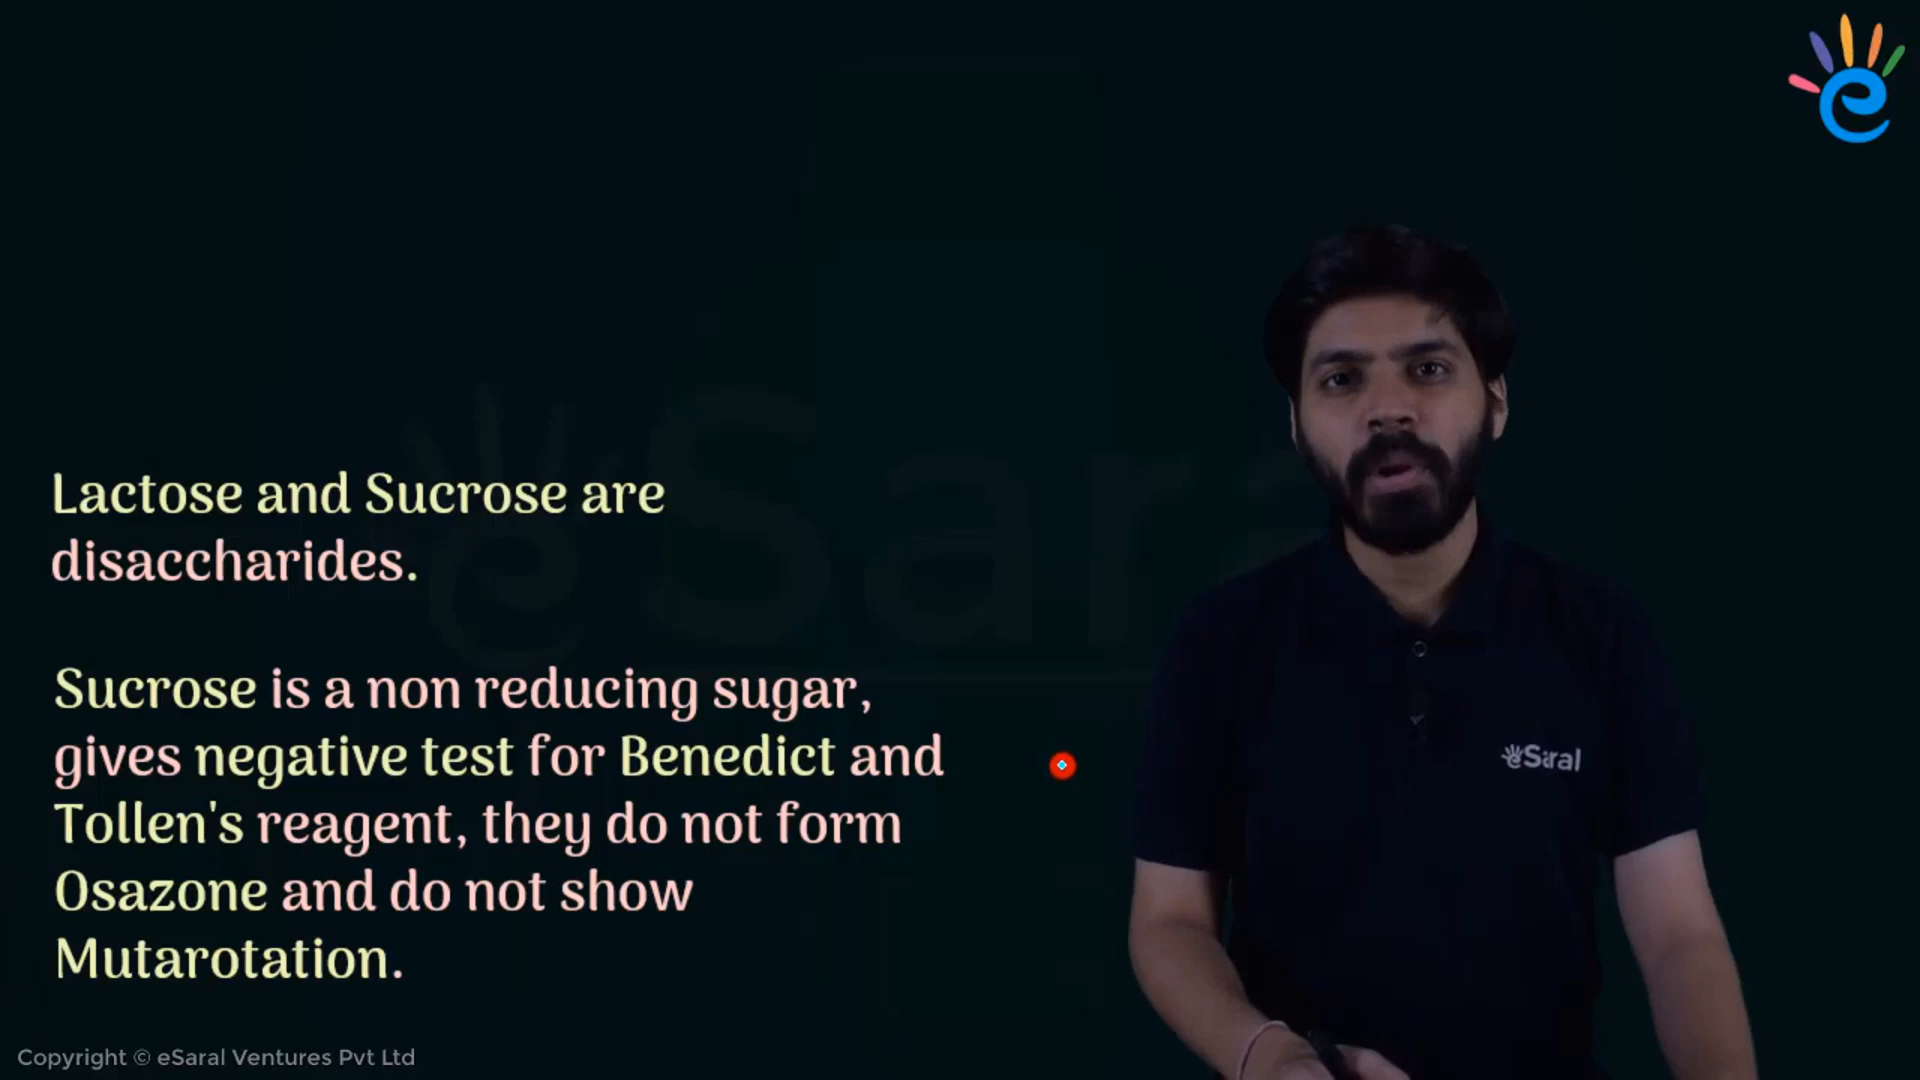 Lactose and Sucrose are
disaccharides.
Sucrose is a non reducing sugar,
gives negative test for Benedict and
Tollen's reagent, they do not form
Osazone and do not show
Mutarotation.
eSaral
Copyright © eSaral Ventures Pvt Ltd